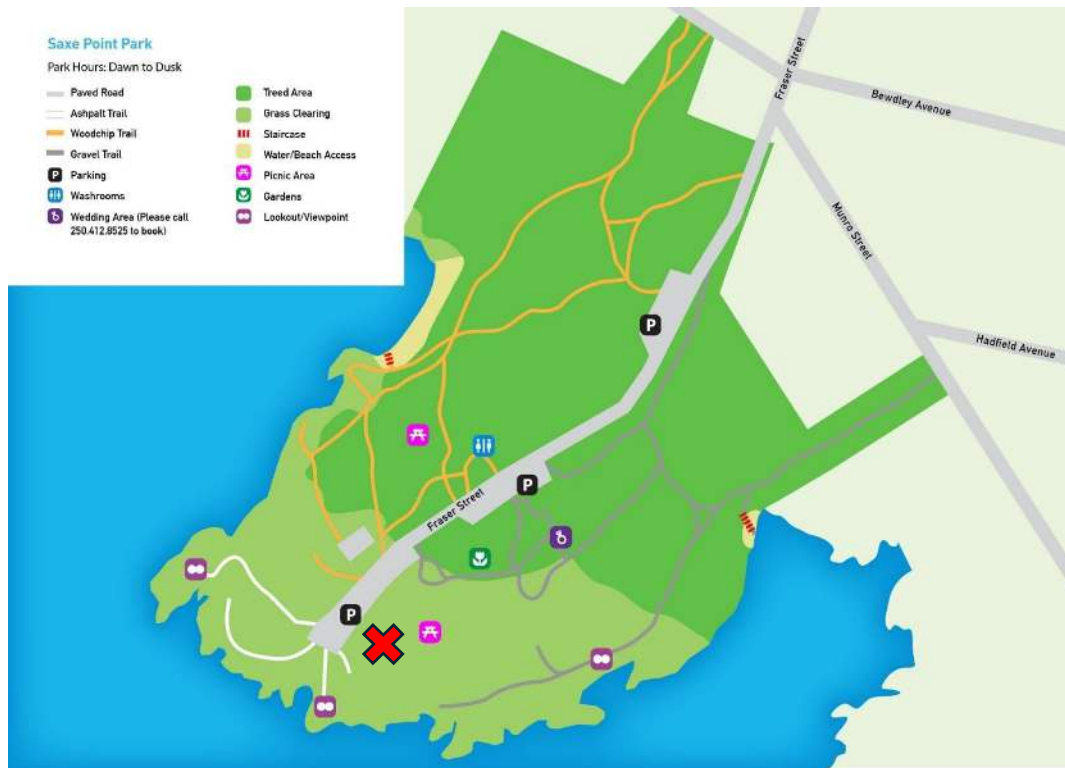 Saxe Point Park
Park Hours: Dawn to Dusk
Paved Road
Ashpalt Trail
Woodchip Trail
Gravel Trail
P Parking
Washrooms
Wedding Area (Please call
250.412.8525 to book)
Treed Area
Grass Clearing
Staircase
Water/Beach Access
Picnic Area
Gardens
Lookout/Viewpoint
Fraser Street
Bewdley Avenue
Munro Street
Hadfield Avenue
P
P
Fraser Street
P